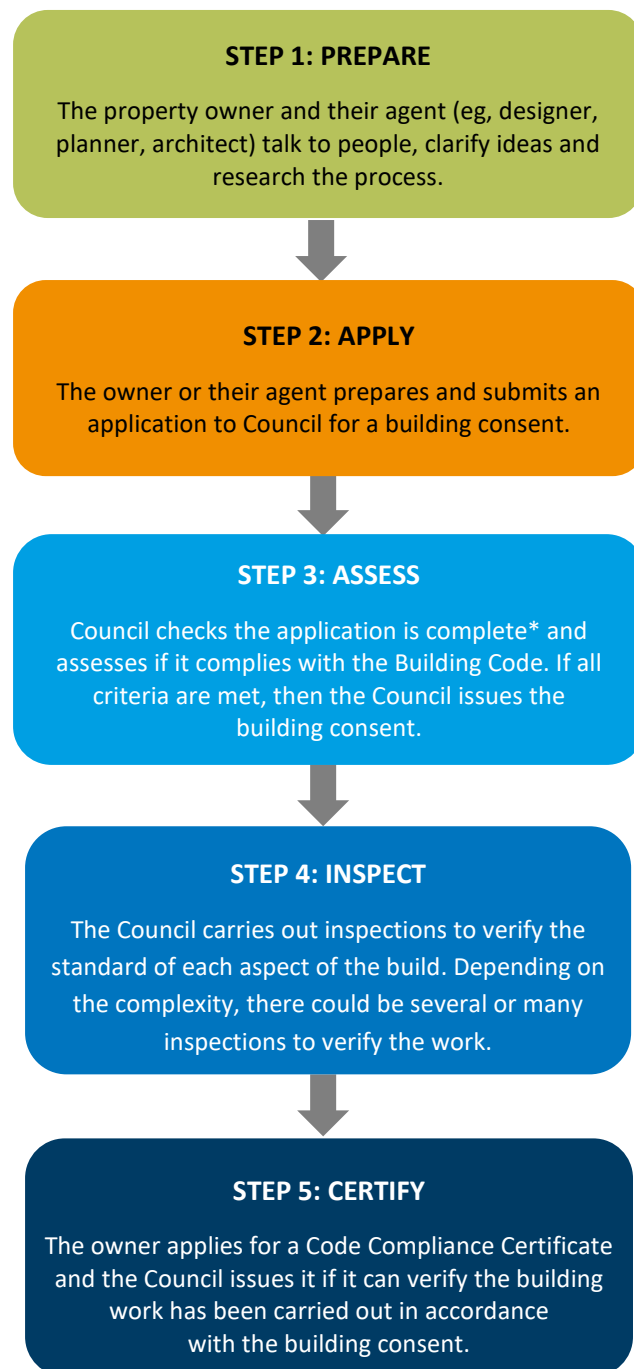 STEP 1: PREPARE
The property owner and their agent (eg, designer,
planner, architect) talk to people, clarify ideas and
research the process.
STEP 2: APPLY
The owner or their agent prepares and submits an
application to Council for a building consent.
STEP 3: ASSESS
Council checks the application is complete* and
assesses if it complies with the Building Code. If all
criteria are met, then the Council issues the
building consent.
STEP 4: INSPECT
The Council carries out inspections to verify the
standard of each aspect of the build. Depending on
the complexity, there could be several or many
inspections to verify the work.
STEP 5: CERTIFY
The owner applies for a Code Compliance Certificate
and the Council issues it if it can verify the building
work has been carried out in accordance
with the building consent.